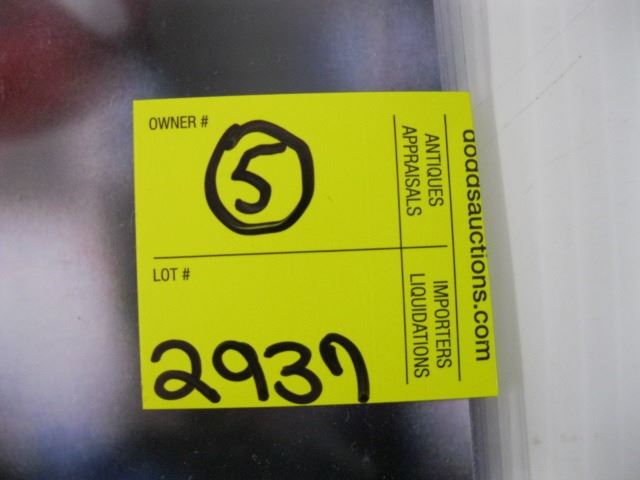 OWNER #
5
LOT #
2937
ANTIQUES
APPRAISALS
IMPORTERS
LIQUIDATIONS
doddsauctions.com